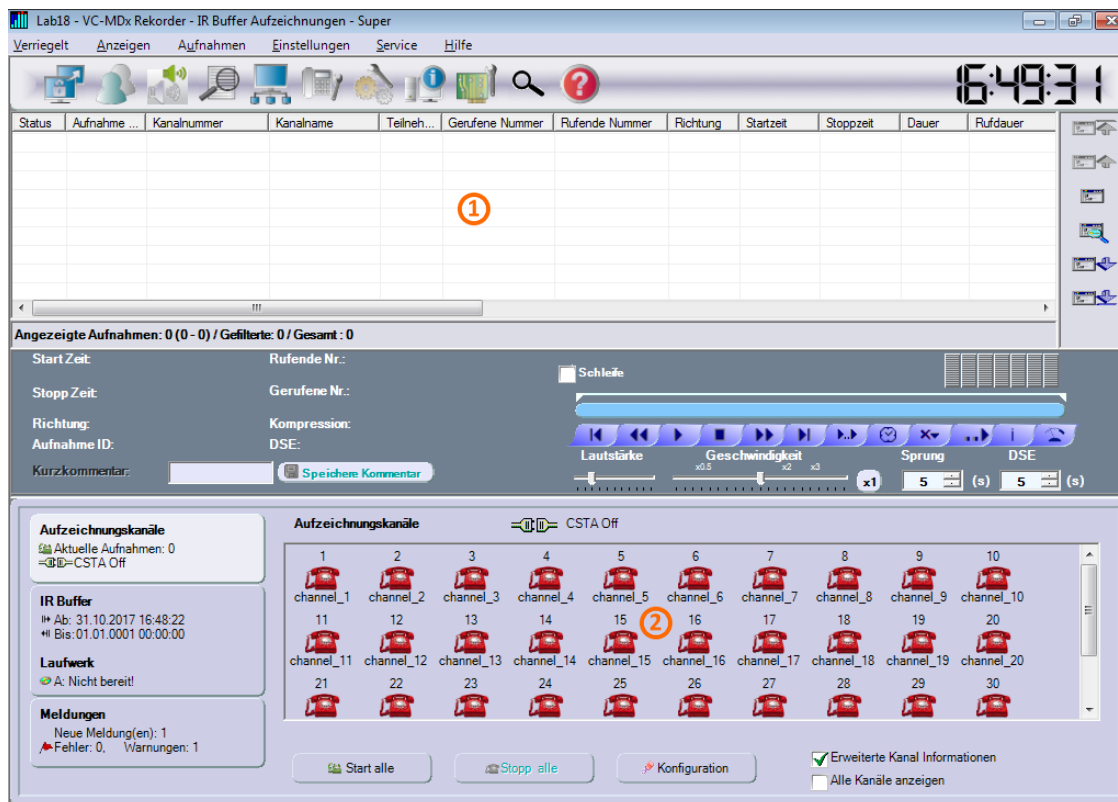 Lab18 - VC-MDx Rekorder - IR Buffer Aufzeichnungen - Super
Verriegelt Anzeigen Aufnahmen Einstellungen Service Hilfe
16:49:31
Status Aufnahme ... Kanalnummer Kanalname Teilneh... Gerufene Nummer Rufende Nummer Richtung Startzeit Stoppzeit Dauer Rufdauer
1
Angezeigte Aufnahmen: 0 (0 - 0) / Gefilterte: 0 / Gesamt : 0
Start Zeit: Rufende Nr.:
Schleife
Stopp Zeit: Gerufene Nr.:
Richtung: Kompression:
Aufnahme ID: DSE:
Lautstärke Geschwindigkeit Sprung DSE
x0.5 x2 x3
Kurzkommentar: Speichere Kommentar
x1 5 (s) 5 (s)
Aufzeichnungskanäle
Aktuelle Aufnahmen: 0
CSTA Off
IR Buffer
Ab: 31.10.2017 16:48:22
Bis: 01.01.0001 00:00:00
Laufwerk
A: Nicht bereit!
Meldungen
Neue Meldung(en): 1
Fehler: 0, Warnungen: 1
Aufzeichnungskanäle CSTA Off
1 2 3 4 5 6 7 8 9 10
channel_1 channel_2 channel_3 channel_4 channel_5 channel_6 channel_7 channel_8 channel_9 channel_10
11 12 13 14 15 2 16 17 18 19 20
channel_11 channel_12 channel_13 channel_14 channel_15 channel_16 channel_17 channel_18 channel_19 channel_20
21 22 23 24 25 26 27 28 29 30
Start alle Stopp alle Konfiguration
Erweiterte Kanal Informationen
Alle Kanäle anzeigen